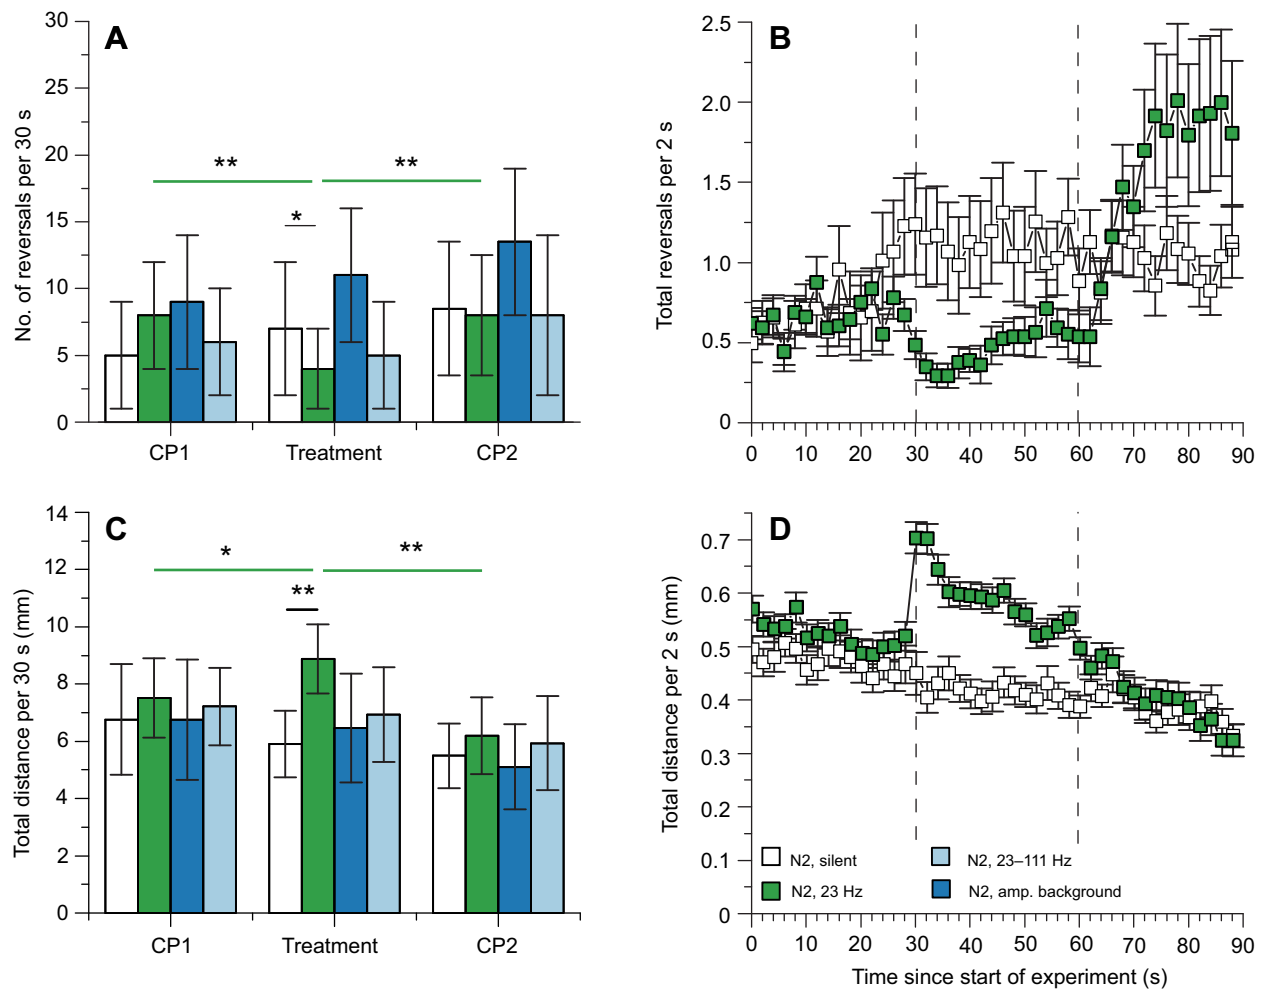 A
No. of reversals per 30 s
30
25
20
15
10
5
0
** **
*
CP1 Treatment CP2
B
Total reversals per 2 s
2.5
2.0
1.5
1.0
0.5
0
0 10 20 30 40 50 60 70 80 90
C
Total distance per 30 s (mm)
14
12
10
8
6
4
2
0
* **
**
CP1 Treatment CP2
D
Total distance per 2 s (mm)
0.7
0.6
0.5
0.4
0.3
0.2
0.1
0
N2, silent
N2, 23 Hz
N2, 23–111 Hz
N2, amp. background
0 10 20 30 40 50 60 70 80 90
Time since start of experiment (s)